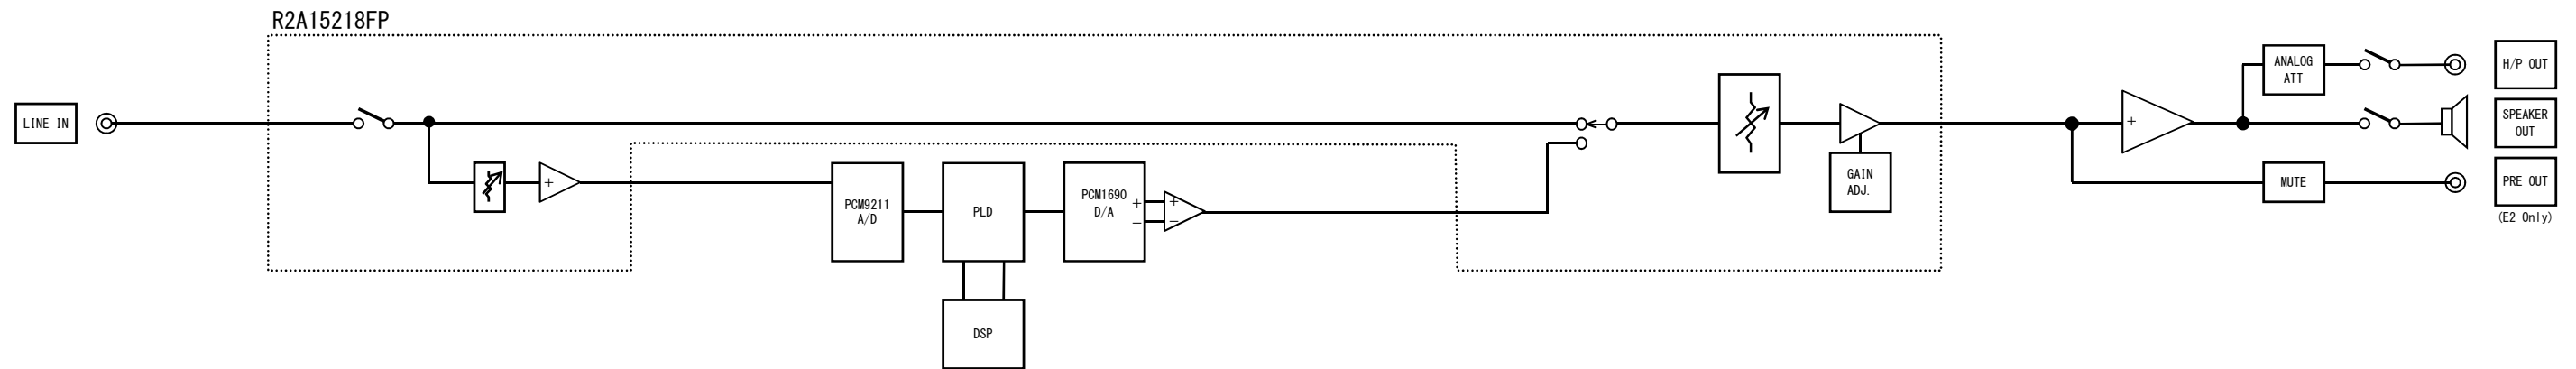 R2A15218FP
LINE IN
PCM9211
A/D
PLD
PCM1690
D/A
+
−
+
−
+
DSP
GAIN
ADJ.
+
ANALOG
ATT
MUTE
H/P OUT
SPEAKER
OUT
PRE OUT
(E2 Only)